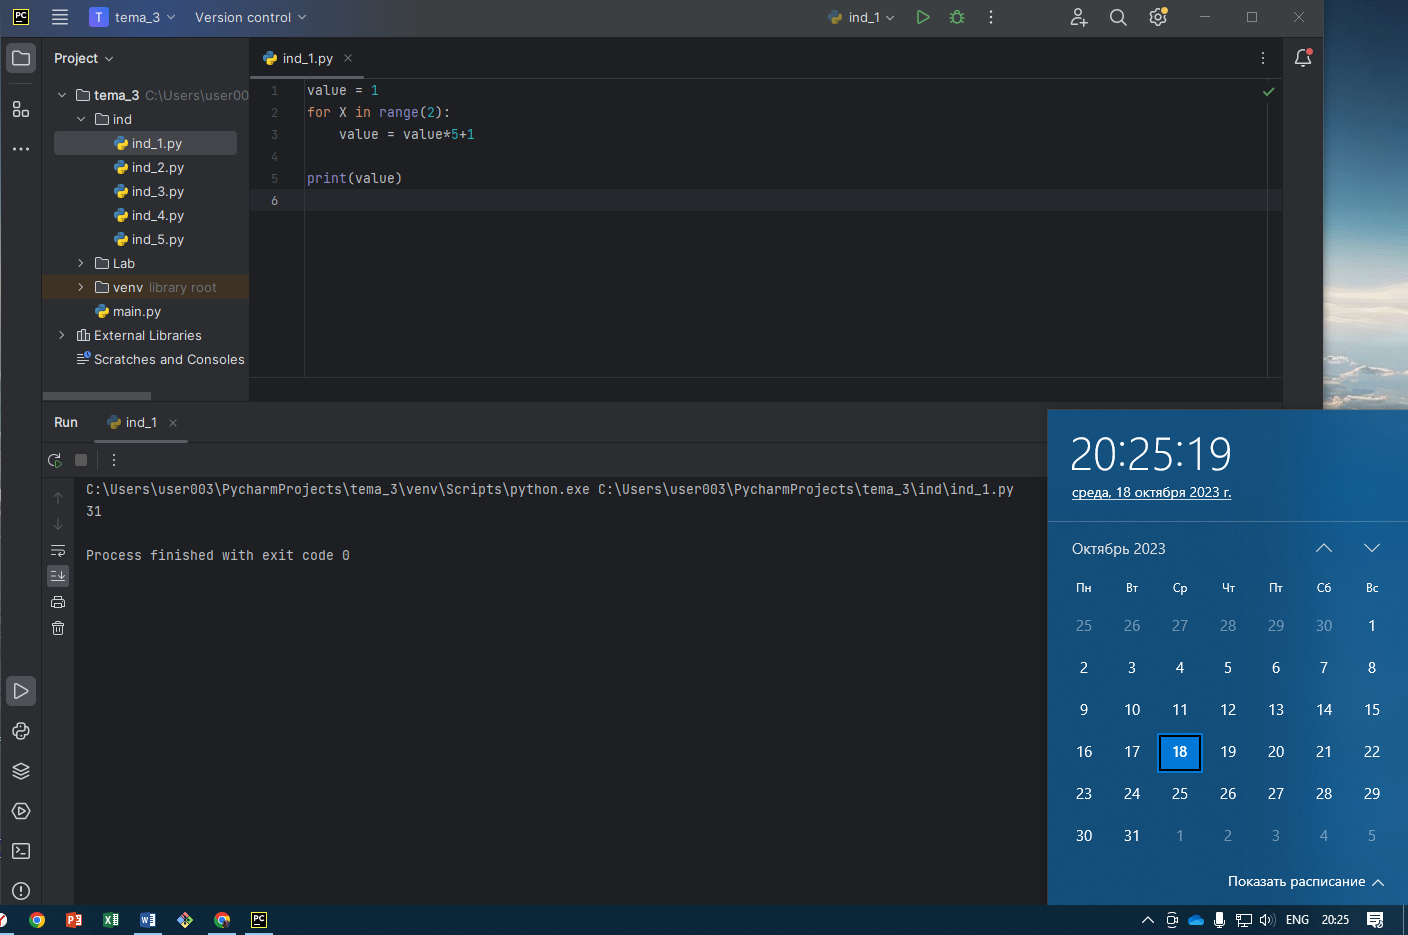 PC T tema_3 Version control ind_1
Project
ind_1.py
tema_3 C:\Users\user00
ind
ind_1.py
ind_2.py
ind_3.py
ind_4.py
ind_5.py
Lab
venv library root
main.py
External Libraries
Scratches and Consoles
1 value = 1
2 for X in range(2):
3     value = value*5+1
4
5 print(value)
6
Run ind_1
C:\Users\user003\PycharmProjects\tema_3\venv\Scripts\python.exe C:\Users\user003\PycharmProjects\tema_3\ind\ind_1.py
31
Process finished with exit code 0
20:25:19
среда, 18 октября 2023 г.
Октябрь 2023
Пн Вт Ср Чт Пт Сб Вс
25 26 27 28 29 30 1
2 3 4 5 6 7 8
9 10 11 12 13 14 15
16 17 18 19 20 21 22
23 24 25 26 27 28 29
30 31 1 2 3 4 5
Показать расписание
PC ENG 20:25